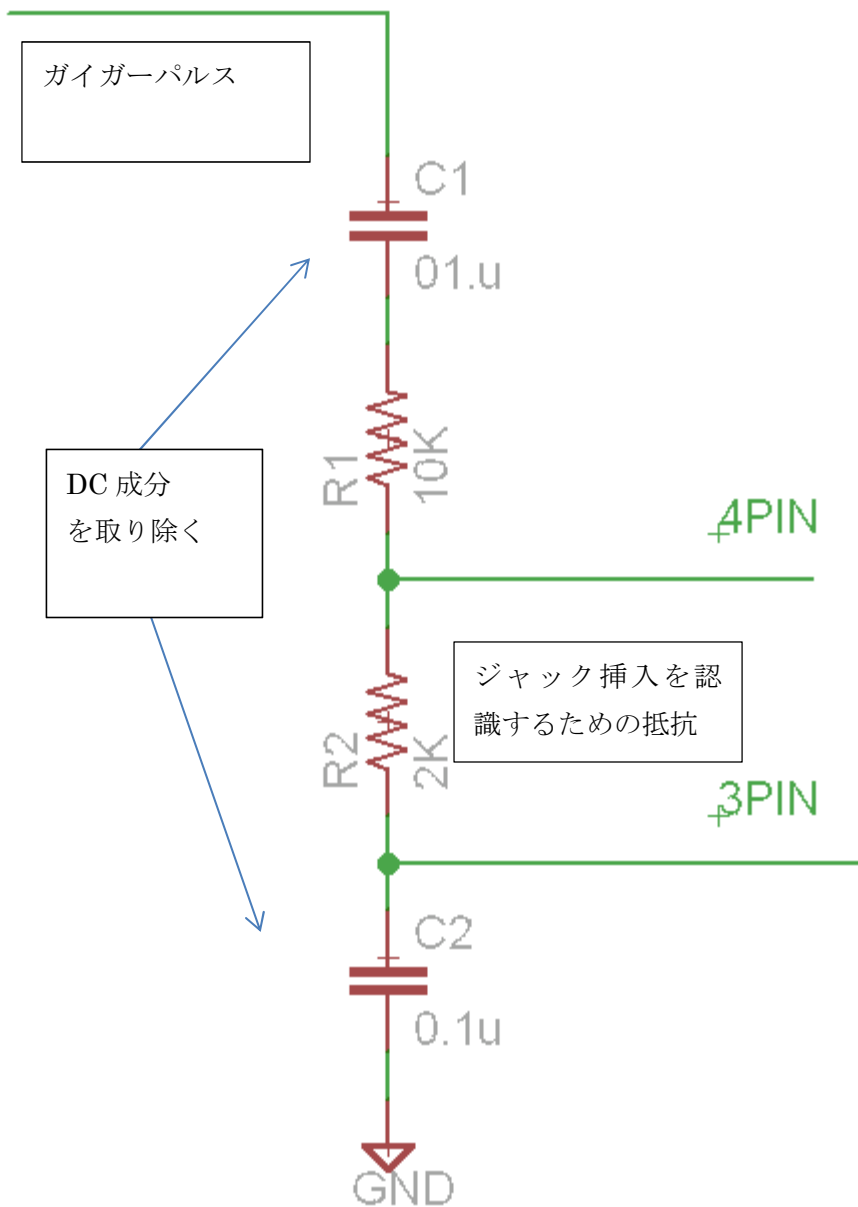 ガイガーパルス
C1
01.u
R1
10K
DC 成分
を取り除く
4PIN
ジャック挿入を認
識するための抵抗
R2
2K
3PIN
C2
0.1u
GND